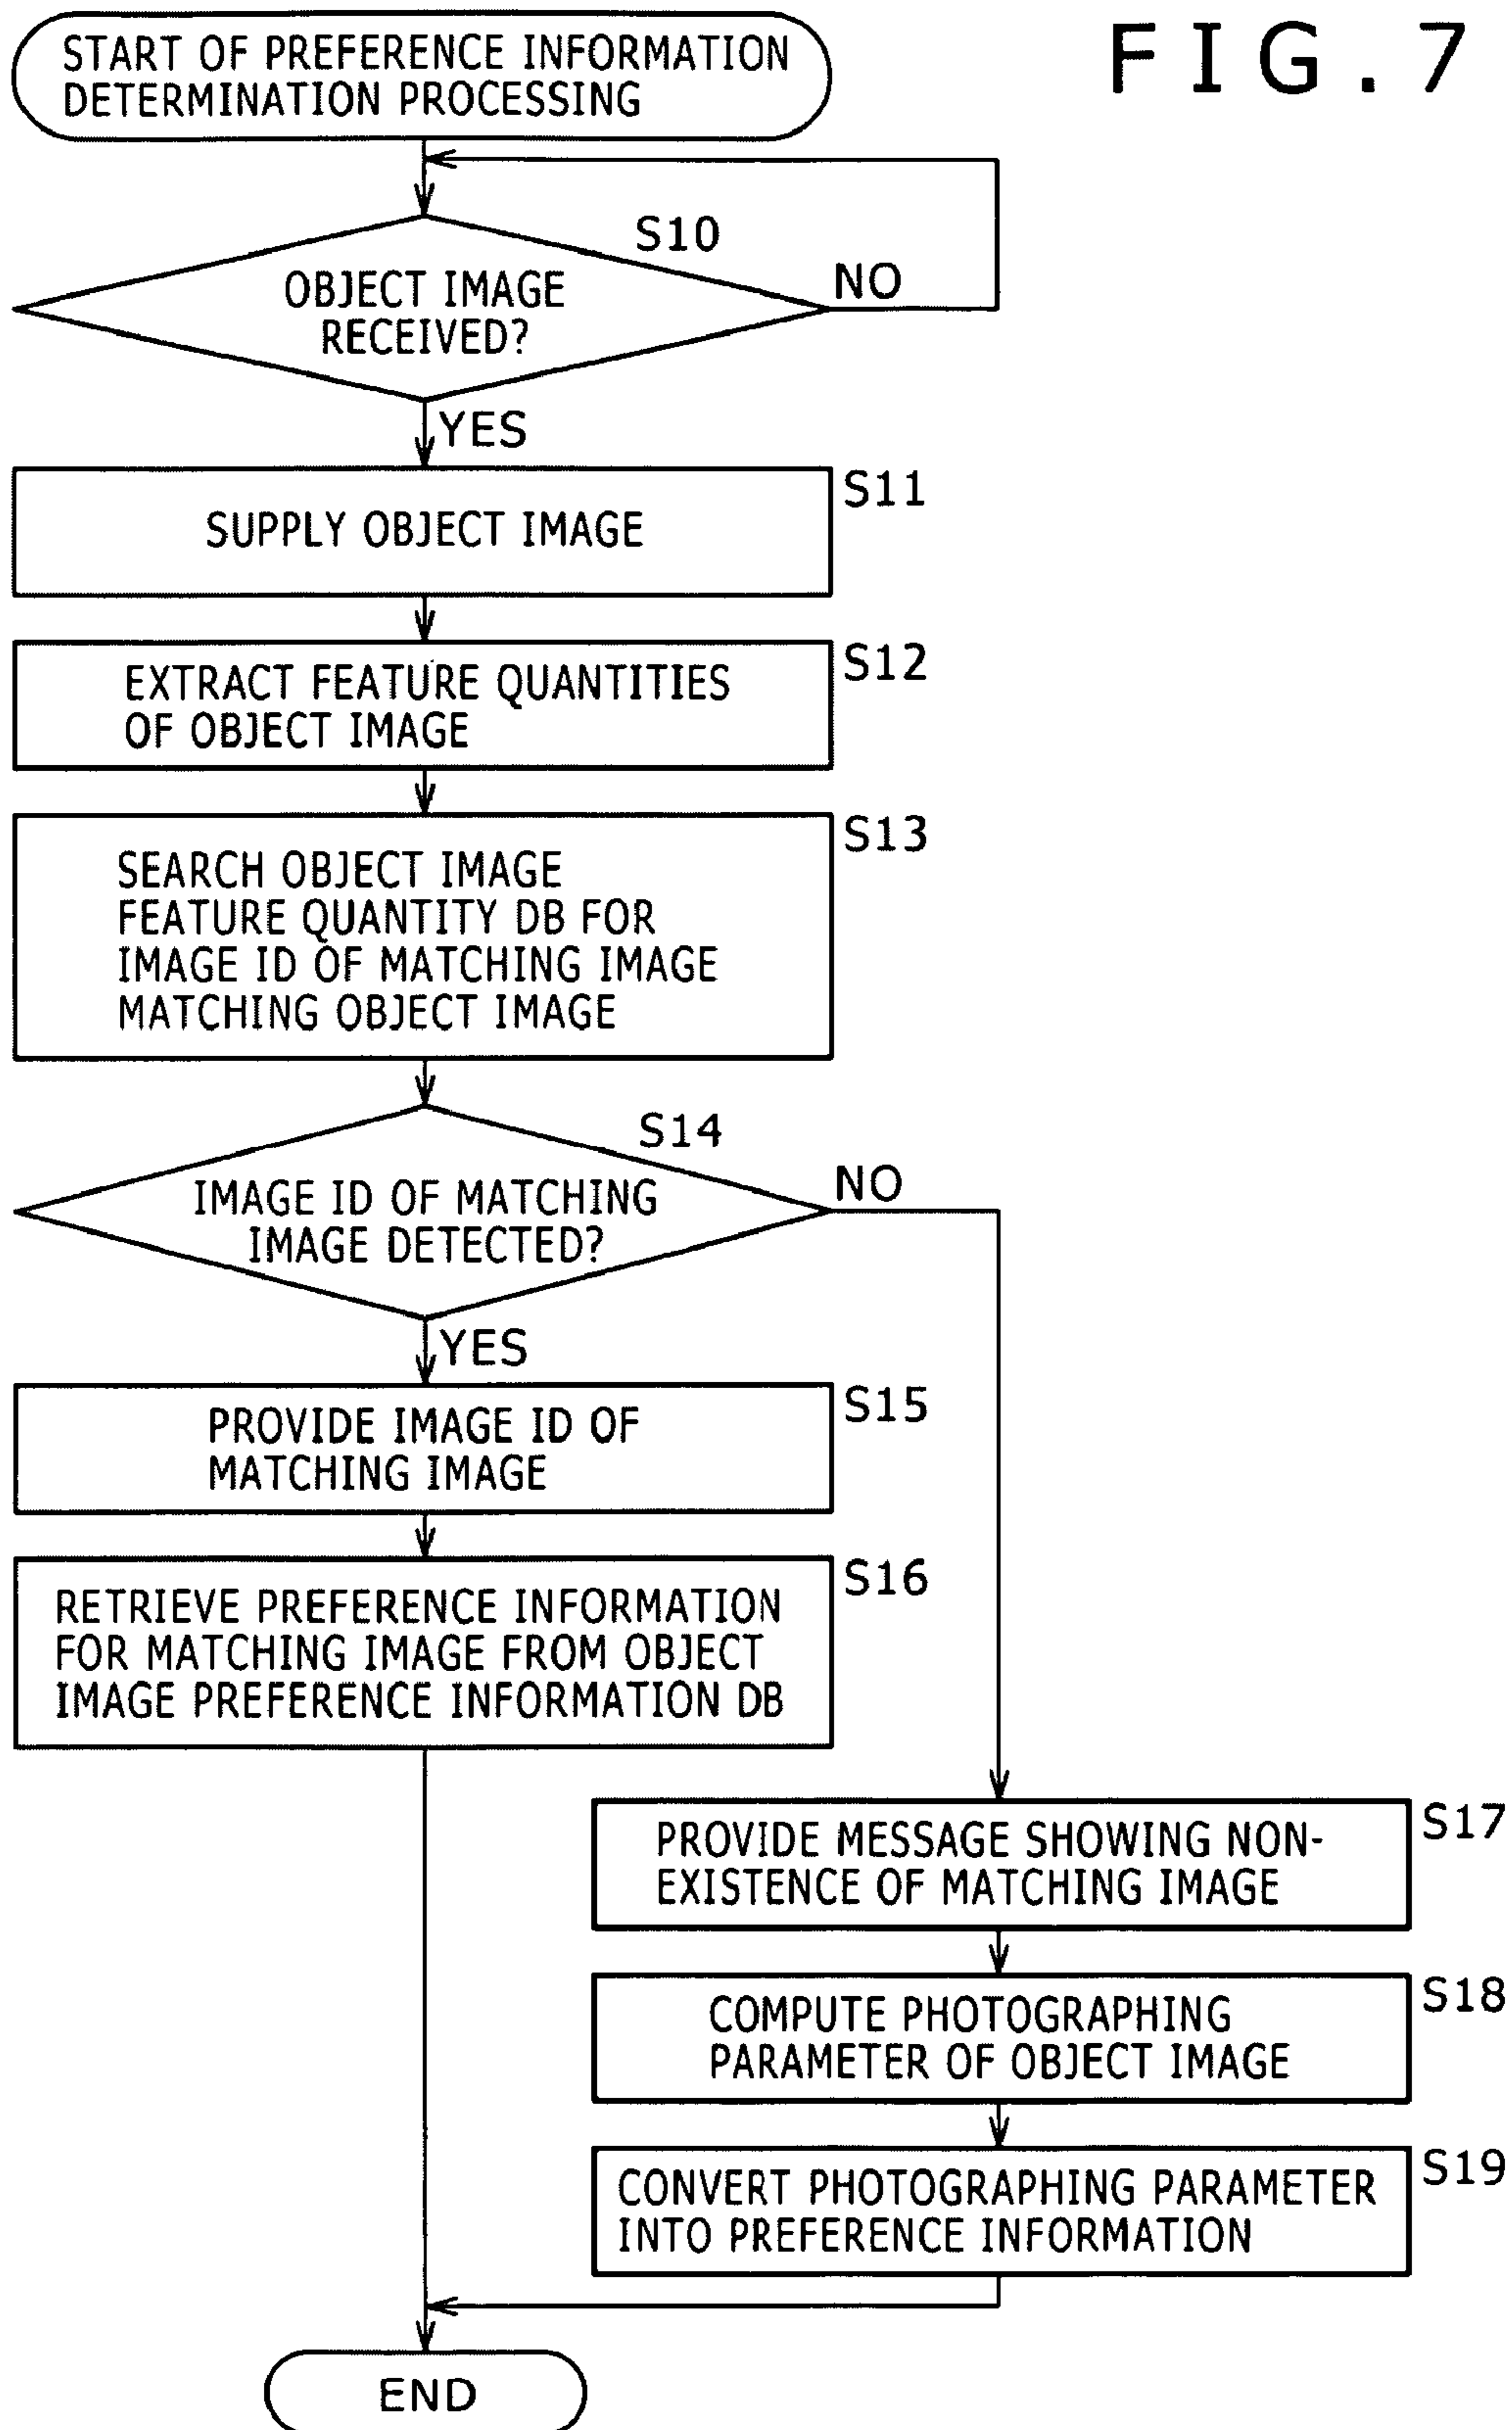 FIG.7
START OF PREFERENCE INFORMATION
DETERMINATION PROCESSING
S10
OBJECT IMAGE
RECEIVED?
NO
YES
S11
SUPPLY OBJECT IMAGE
S12
EXTRACT FEATURE QUANTITIES
OF OBJECT IMAGE
S13
SEARCH OBJECT IMAGE
FEATURE QUANTITY DB FOR
IMAGE ID OF MATCHING IMAGE
MATCHING OBJECT IMAGE
S14
IMAGE ID OF MATCHING
IMAGE DETECTED?
NO
YES
S15
PROVIDE IMAGE ID OF
MATCHING IMAGE
S16
RETRIEVE PREFERENCE INFORMATION
FOR MATCHING IMAGE FROM OBJECT
IMAGE PREFERENCE INFORMATION DB
S17
PROVIDE MESSAGE SHOWING NON-
EXISTENCE OF MATCHING IMAGE
S18
COMPUTE PHOTOGRAPHING
PARAMETER OF OBJECT IMAGE
S19
CONVERT PHOTOGRAPHING PARAMETER
INTO PREFERENCE INFORMATION
END